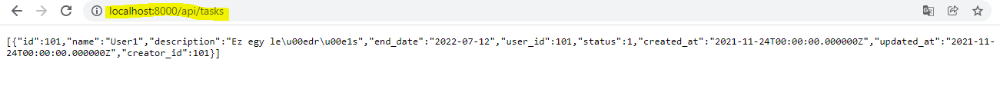 localhost:8000/api/tasks
[{"id":101,"name":"User1","description":"Ez egy le\u00edr\u00e1s","end_date":"2022-07-12","user_id":101,"status":1,"created_at":"2021-11-24T00:00:00.000000Z","updated_at":"2021-11-
24T00:00:00.000000Z","creator_id":101}]